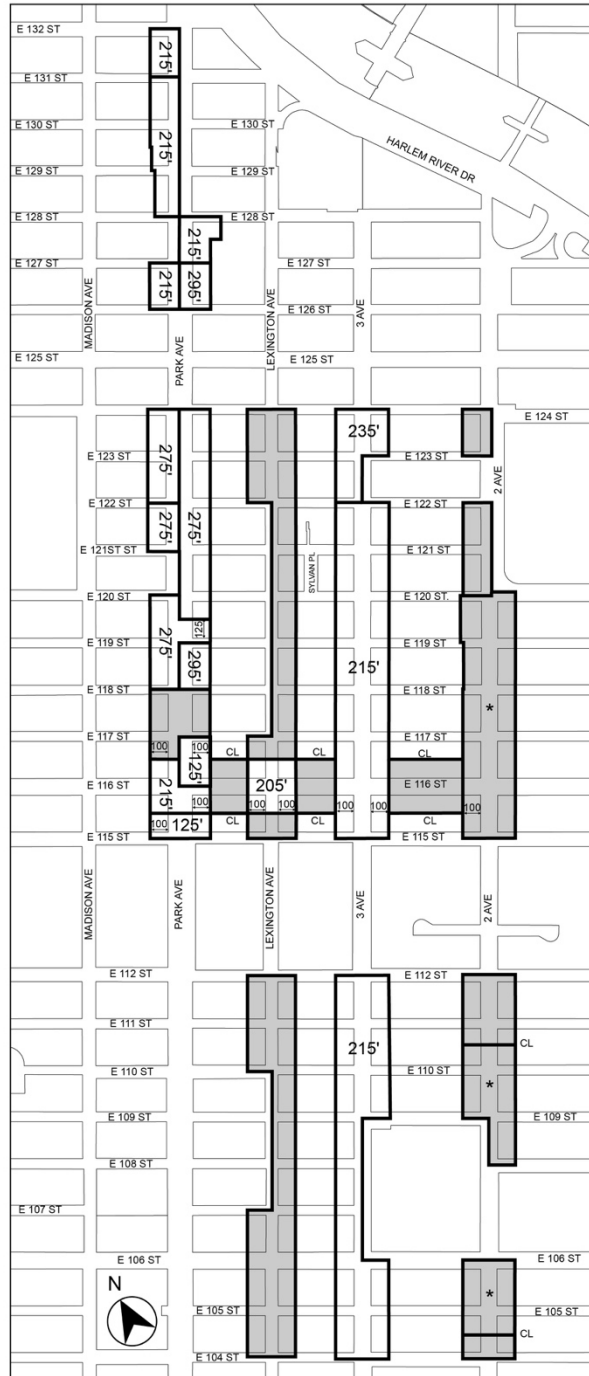 E 132 ST
215'
E 131 ST
215'
E 130 ST
E 130 ST
HARLEM RIVER DR
E 129 ST
E 129 ST
E 128 ST
E 128 ST
215'
E 127 ST
E 127 ST
215'
295'
MADISON AVE
PARK AVE
LEXINGTON AVE
3 AVE
E 126 ST
E 125 ST
E 125 ST
E 124 ST
235'
E 123 ST
275'
E 123 ST
2 AVE
E 122 ST
E 122 ST
275'
275'
E 121ST ST
E 121 ST
SYLVAN PL
E 120 ST
E 120 ST.
125
E 119 ST
275'
295'
E 119 ST
215'
E 118 ST
E 118 ST
*
E 117 ST
E 117 ST
100
100
CL
CL
CL
125'
E 116 ST
215'
205'
E 116 ST
100
100
100
100
100
100
100
125'
CL
CL
CL
E 115 ST
E 115 ST
MADISON AVE
PARK AVE
LEXINGTON AVE
3 AVE
2 AVE
E 112 ST
E 112 ST
E 111 ST
215'
CL
E 110 ST
E 110 ST
*
E 109 ST
E 109 ST
E 108 ST
E 107 ST
E 106 ST
E 106 ST
N
*
E 105 ST
E 105 ST
CL
E 104 ST